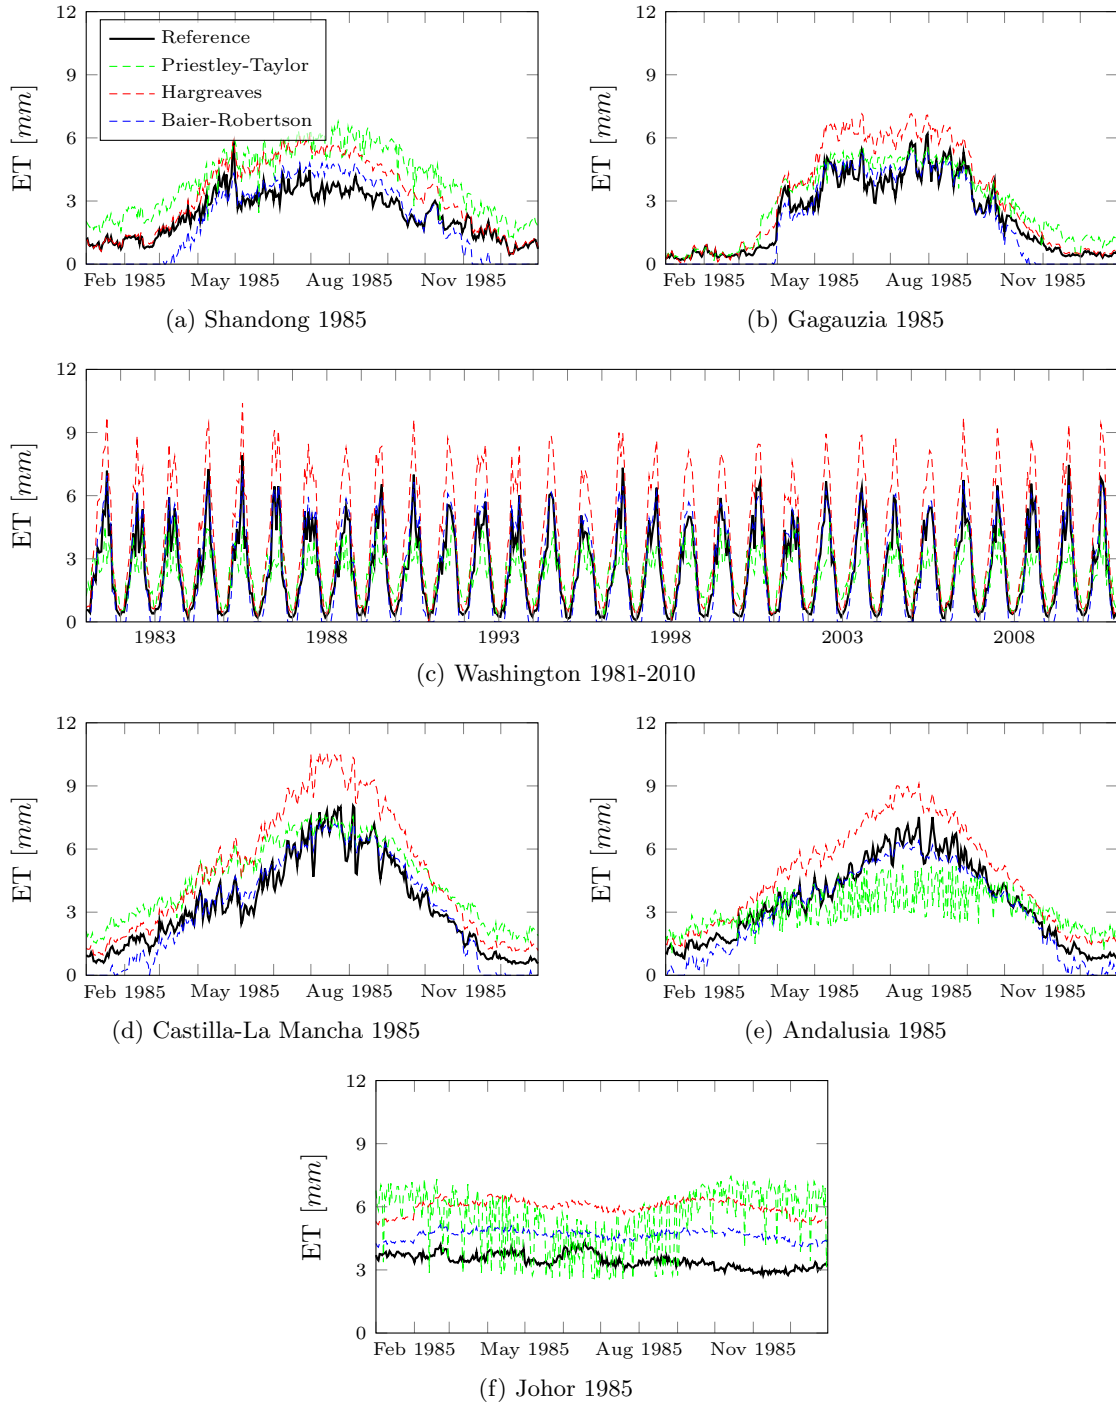 12
9
6
3
0
ET [mm]
Reference
Priestley-Taylor
Hargreaves
Baier-Robertson
Feb 1985 May 1985 Aug 1985 Nov 1985
(a) Shandong 1985
12
9
6
3
0
ET [mm]
Feb 1985 May 1985 Aug 1985 Nov 1985
(b) Gagauzia 1985
12
9
6
3
0
ET [mm]
1983 1988 1993 1998 2003 2008
(c) Washington 1981-2010
12
9
6
3
0
ET [mm]
Feb 1985 May 1985 Aug 1985 Nov 1985
(d) Castilla-La Mancha 1985
12
9
6
3
0
ET [mm]
Feb 1985 May 1985 Aug 1985 Nov 1985
(e) Andalusia 1985
12
9
6
3
0
ET [mm]
Feb 1985 May 1985 Aug 1985 Nov 1985
(f) Johor 1985